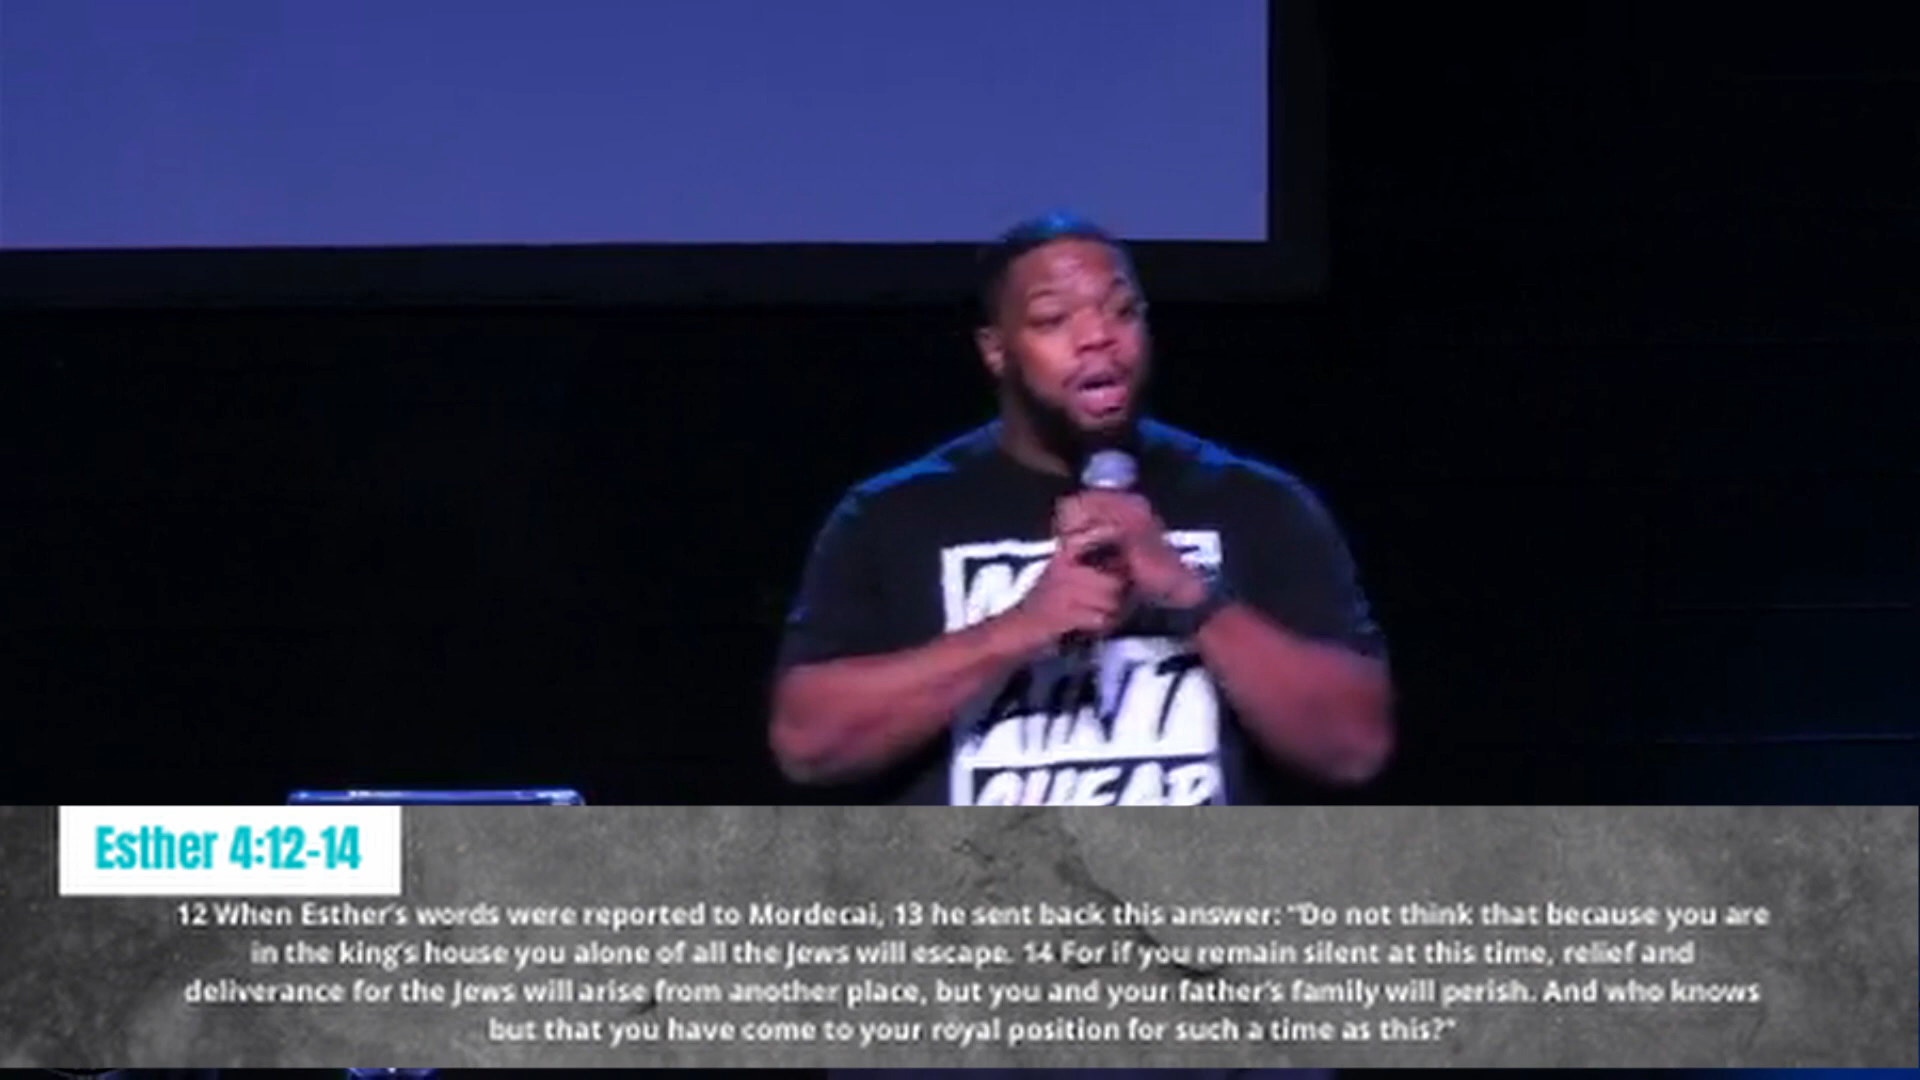 AIN'T
Esther 4:12-14
12 When Esther's words were reported to Mordecai, 13 he sent back this answer: "Do not think that because you are
in the king's house you alone of all the Jews will escape. 14 For if you remain silent at this time, relief and
deliverance for the Jews will arise from another place, but you and your father's family will perish. And who knows
but that you have come to your royal position for such a time as this?"